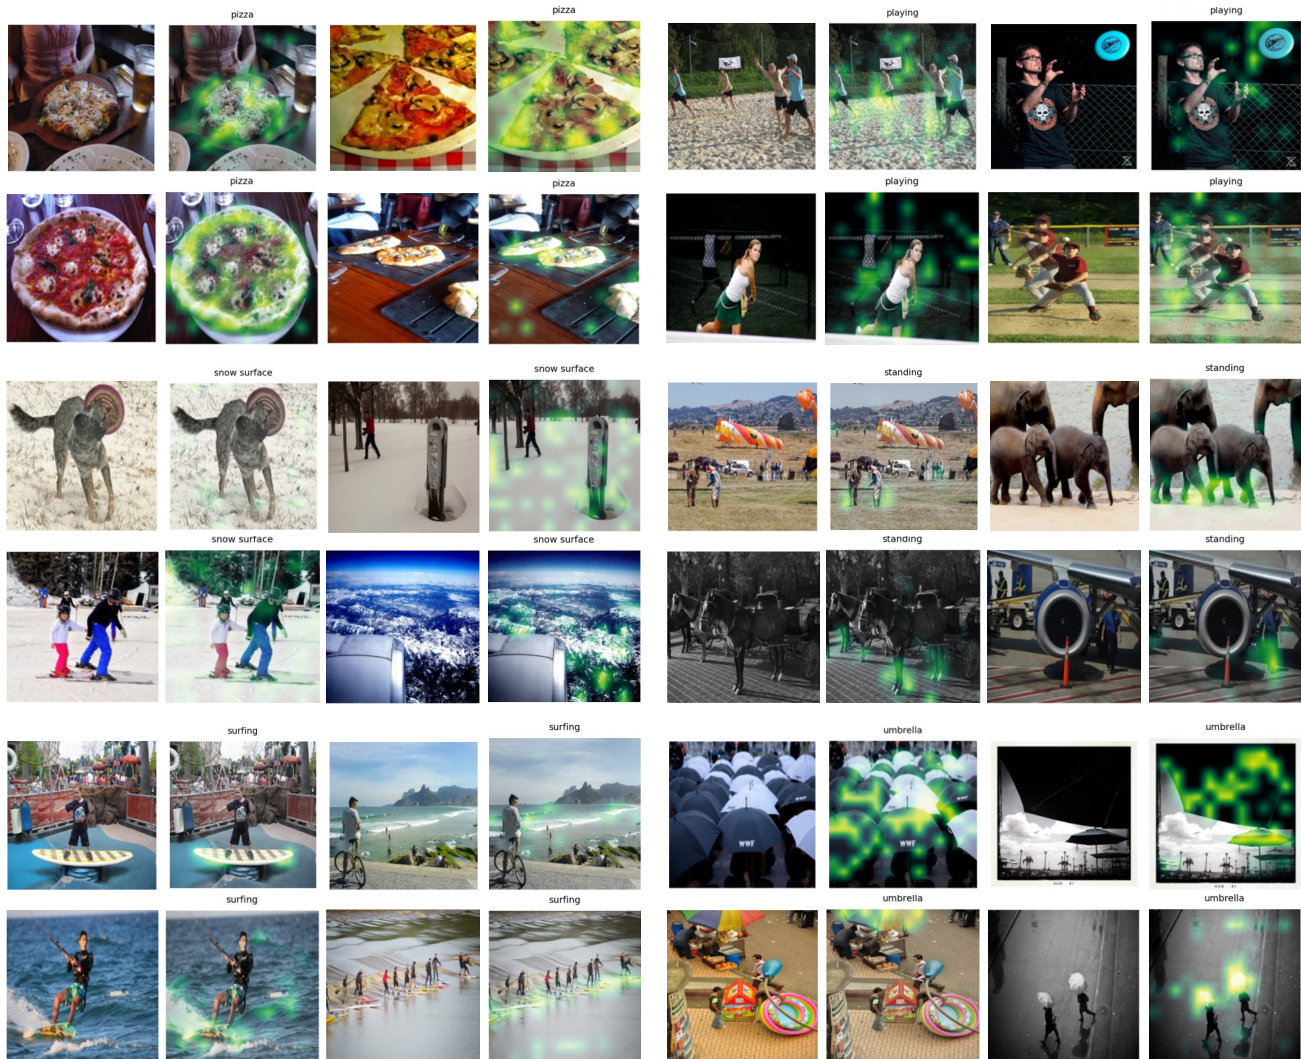 pizza pizza playing playing
pizza pizza playing playing
snow surface snow surface standing standing
snow surface snow surface standing standing
surfing surfing umbrella umbrella
WWF WWF
surfing surfing umbrella umbrella